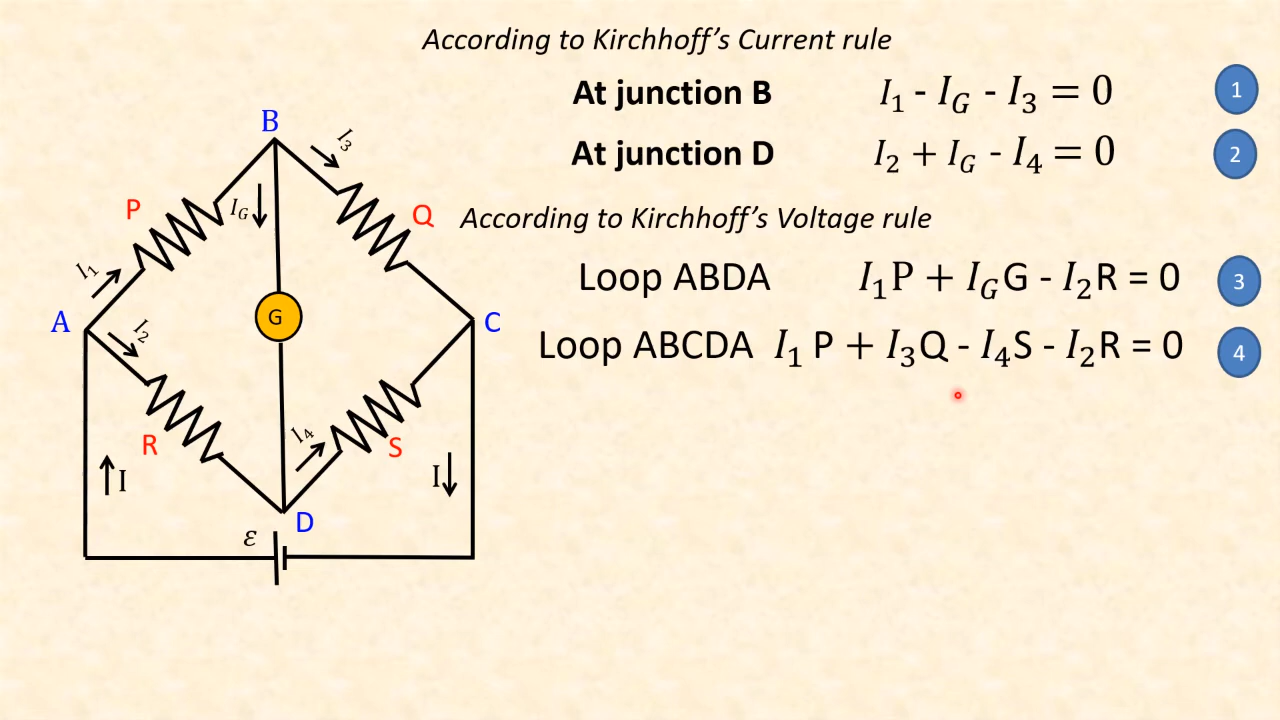 According to Kirchhoff's Current rule
At junction B I₁ - I_G - I₃ = 0 1
At junction D I₂ + I_G - I₄ = 0 2
According to Kirchhoff's Voltage rule
Loop ABDA I₁P + I_GG - I₂R = 0 3
Loop ABCDA I₁ P + I₃Q - I₄S - I₂R = 0 4
B
I₃
P
I_G
Q
I₁
A
G
C
I₂
R
I₄
S
I
I
D
ε